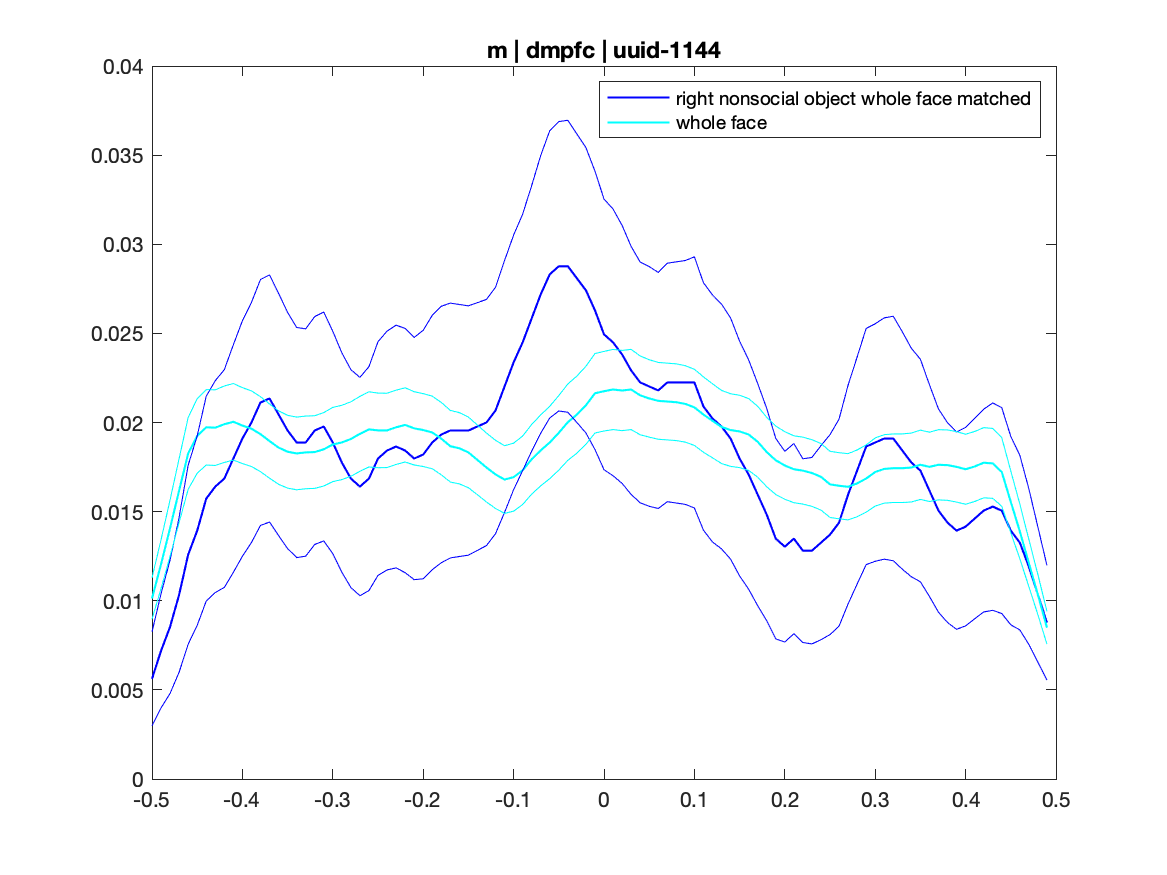 m | dmpfc | uuid-1144
right nonsocial object whole face matched
whole face
0.04
0.035
0.03
0.025
0.02
0.015
0.01
0.005
0
-0.5 -0.4 -0.3 -0.2 -0.1 0 0.1 0.2 0.3 0.4 0.5